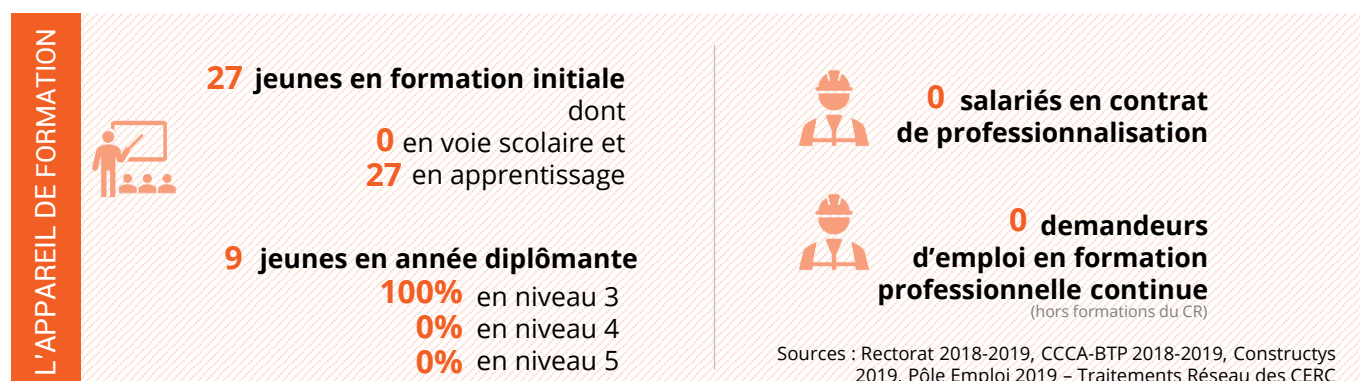 L'APPAREIL DE FORMATION
27 jeunes en formation initiale
dont
0 en voie scolaire et
27 en apprentissage
9 jeunes en année diplômante
100% en niveau 3
0% en niveau 4
0% en niveau 5
0 salariés en contrat
de professionnalisation
0 demandeurs
d’emploi en formation
professionnelle continue
(hors formations du CR)
Sources : Rectorat 2018-2019, CCCA-BTP 2018-2019, Constructys
2019, Pôle Emploi 2019 – Traitements Réseau des CERC